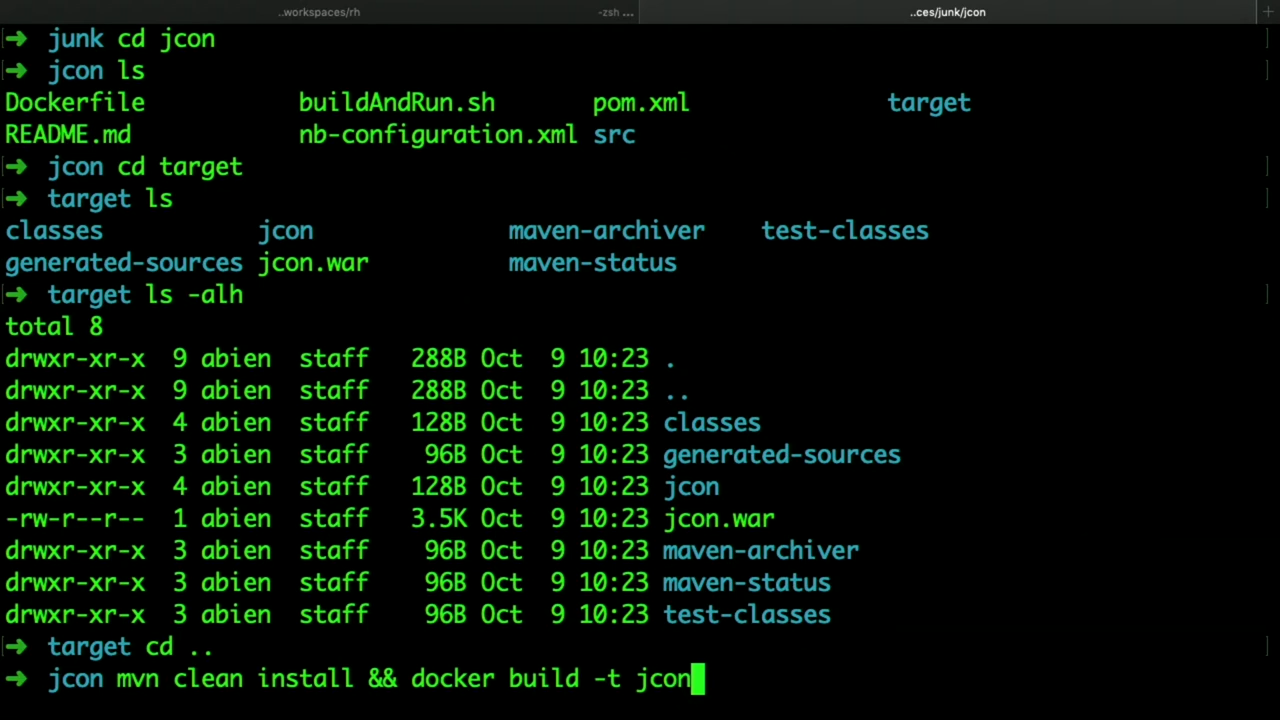 ..workspaces/rh -zsh ... ..ces/junk/jcon +
➜ junk cd jcon
➜ jcon ls
Dockerfile buildAndRun.sh pom.xml target
README.md nb-configuration.xml src
➜ jcon cd target
➜ target ls
classes jcon maven-archiver test-classes
generated-sources jcon.war maven-status
➜ target ls -alh
total 8
drwxr-xr-x 9 abien staff 288B Oct 9 10:23 .
drwxr-xr-x 9 abien staff 288B Oct 9 10:23 ..
drwxr-xr-x 4 abien staff 128B Oct 9 10:23 classes
drwxr-xr-x 3 abien staff 96B Oct 9 10:23 generated-sources
drwxr-xr-x 4 abien staff 128B Oct 9 10:23 jcon
-rw-r--r-- 1 abien staff 3.5K Oct 9 10:23 jcon.war
drwxr-xr-x 3 abien staff 96B Oct 9 10:23 maven-archiver
drwxr-xr-x 3 abien staff 96B Oct 9 10:23 maven-status
drwxr-xr-x 3 abien staff 96B Oct 9 10:23 test-classes
➜ target cd ..
➜ jcon mvn clean install && docker build -t jcon